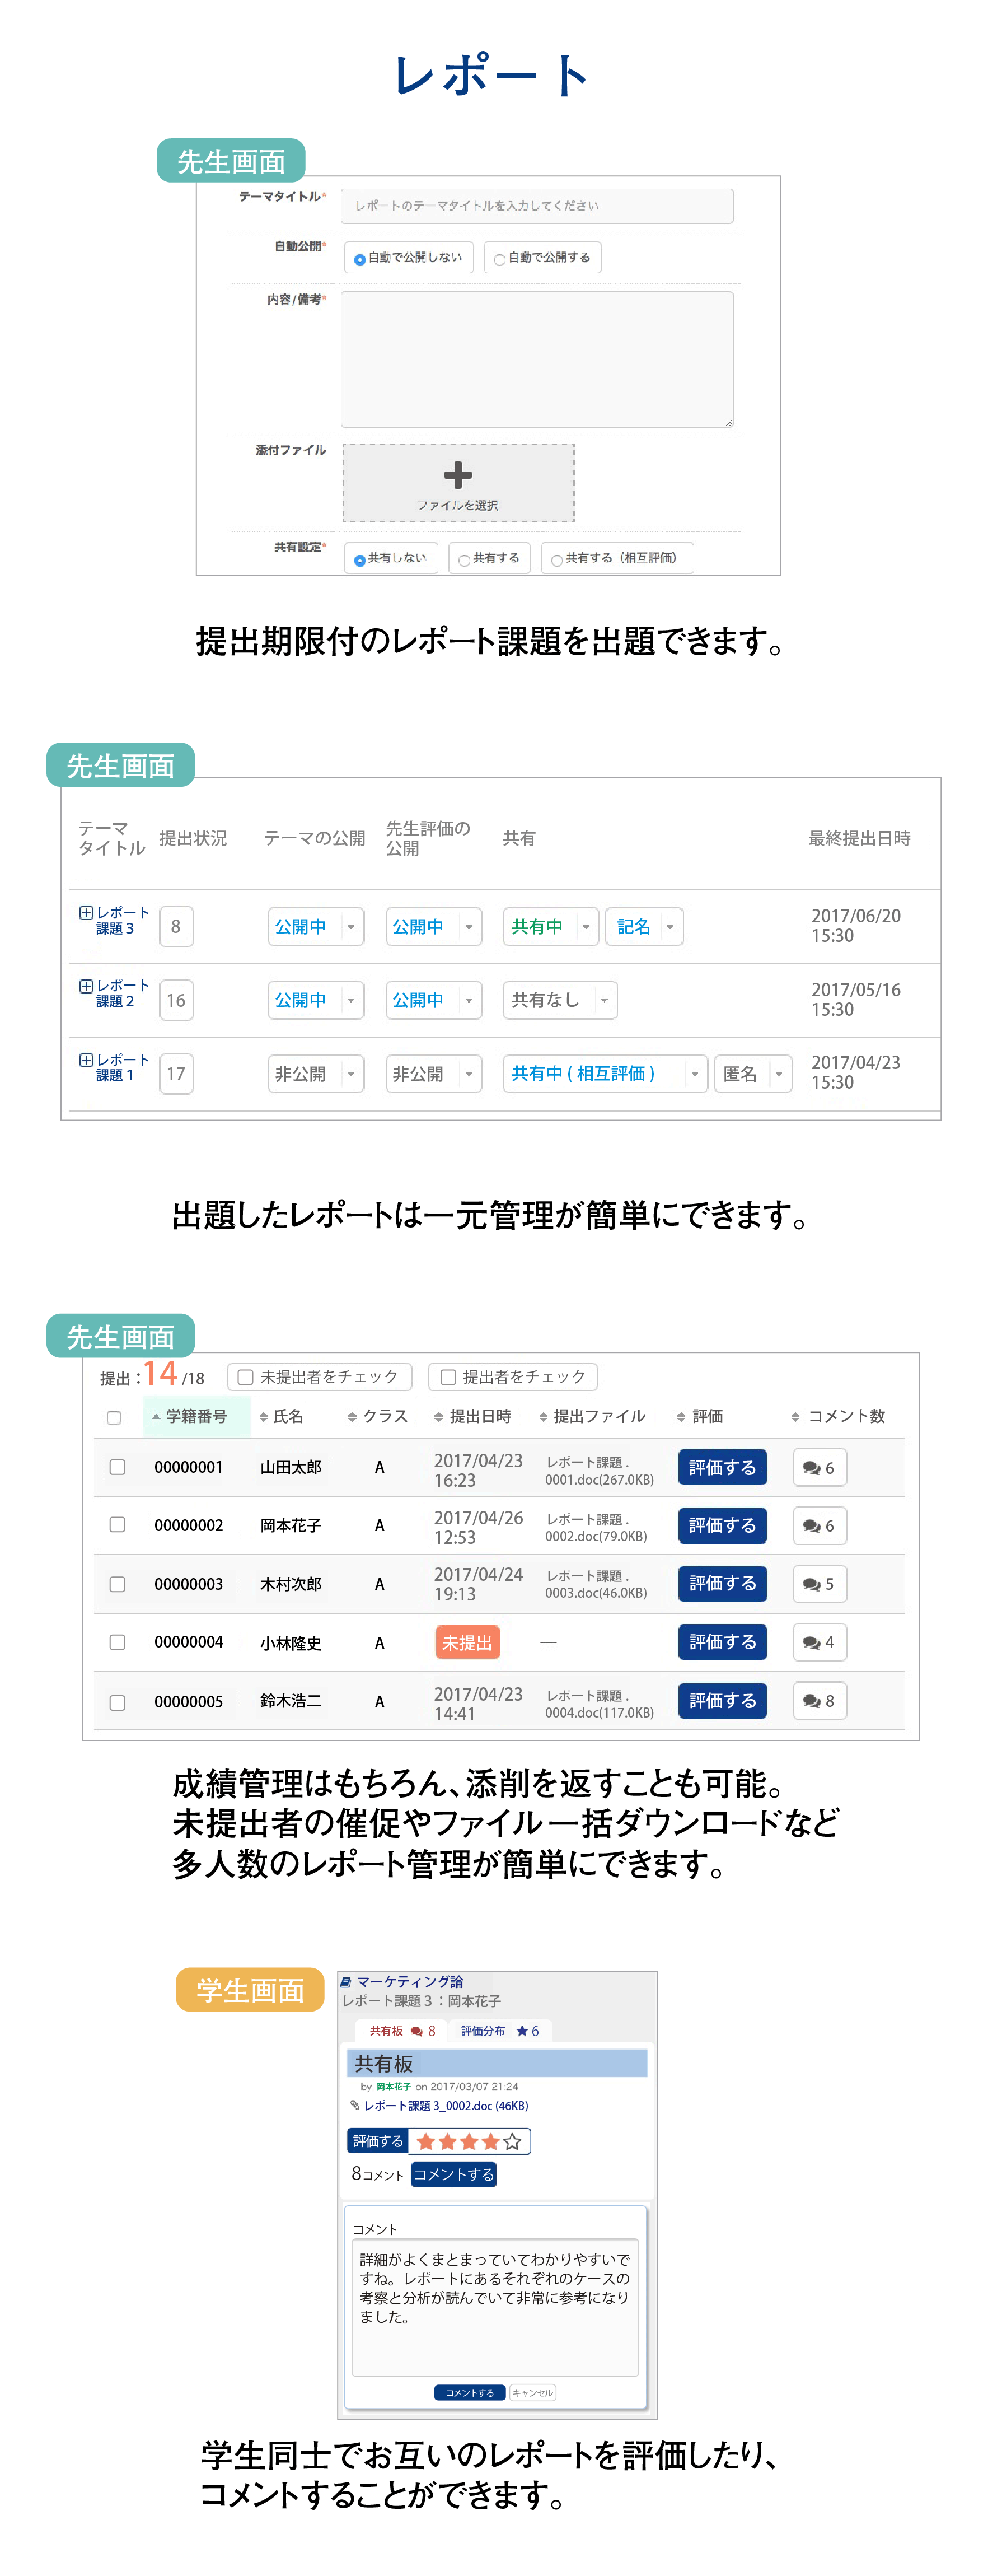 レポート
先生画面
テーマタイトル*
レポートのテーマタイトルを入力してください
自動公開*
自動で公開しない 自動で公開する
内容/備考*
添付ファイル
ファイルを選択
共有設定*
共有しない 共有する 共有する（相互評価）
提出期限付のレポート課題を出題できます。
先生画面
テーマ
タイトル 提出状況 テーマの公開 先生評価の
公開 共有 最終提出日時
レポート
課題3 8 公開中 公開中 共有中 記名 2017/06/20
15:30
レポート
課題2 16 公開中 公開中 共有なし 2017/05/16
15:30
レポート
課題1 17 非公開 非公開 共有中(相互評価) 匿名 2017/04/23
15:30
出題したレポートは一元管理が簡単にできます。
先生画面
提出：14/18 未提出者をチェック 提出者をチェック
学籍番号 氏名 クラス 提出日時 提出ファイル 評価 コメント数
00000001 山田太郎 A 2017/04/23
16:23 レポート課題.
0001.doc(267.0KB) 評価する 6
00000002 岡本花子 A 2017/04/26
12:53 レポート課題.
0002.doc(79.0KB) 評価する 6
00000003 木村次郎 A 2017/04/24
19:13 レポート課題.
0003.doc(46.0KB) 評価する 5
00000004 小林隆史 A 未提出 — 評価する 4
00000005 鈴木浩二 A 2017/04/23
14:41 レポート課題.
0004.doc(117.0KB) 評価する 8
成績管理はもちろん、添削を返すことも可能。
未提出者の催促やファイル一括ダウンロードなど
多人数のレポート管理が簡単にできます。
学生画面
マーケティング論
レポート課題3：岡本花子
共有板 8 評価分布 6
共有板
by 岡本花子 on 2017/03/07 21:24
レポート課題3_0002.doc (46KB)
評価する
8コメント コメントする
コメント
詳細がよくまとまっていてわかりやすいで
すね。レポートにあるそれぞれのケースの
考察と分析が読んでいて非常に参考になり
ました。
コメントする キャンセル
学生同士でお互いのレポートを評価したり、
コメントすることができます。